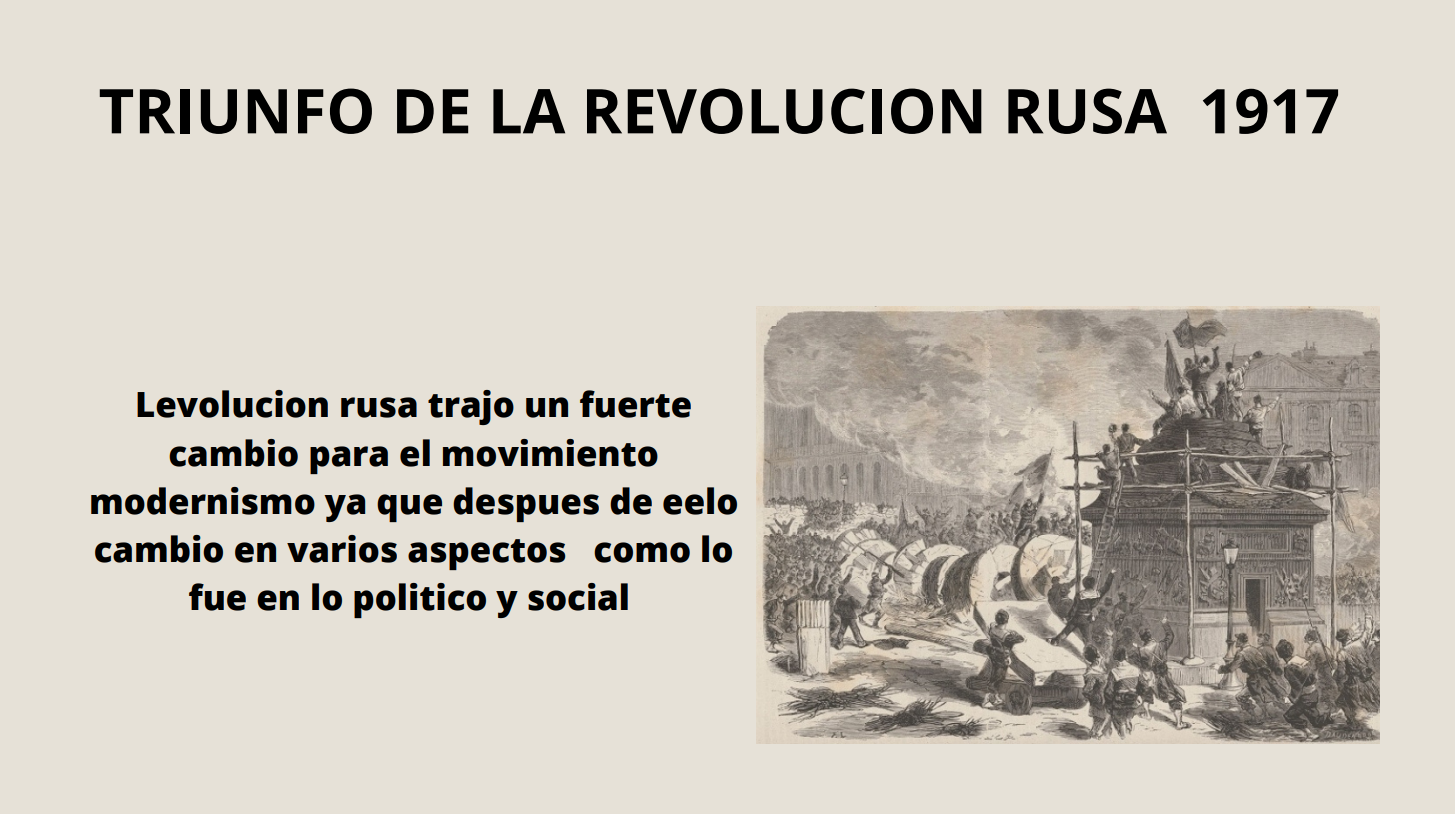 TRIUNFO DE LA REVOLUCION RUSA  1917
Levolucion rusa trajo un fuerte
cambio para el movimiento
modernismo ya que despues de eelo
cambio en varios aspectos   como lo
fue en lo politico y social